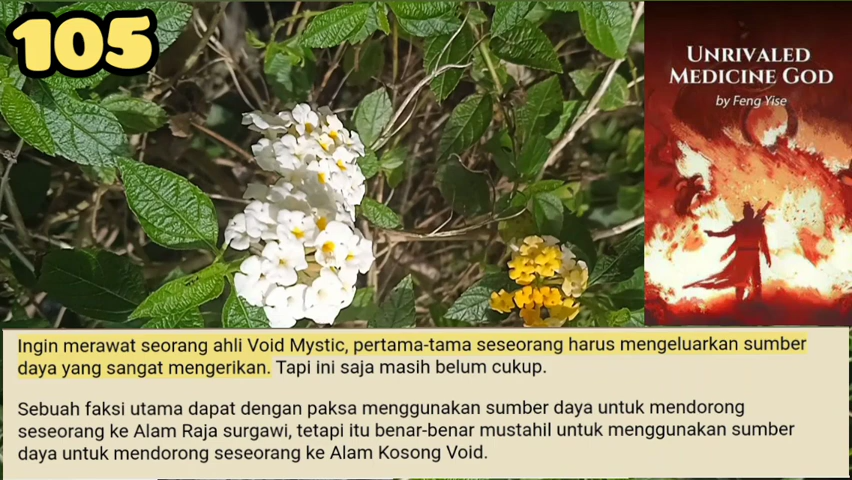 105
UNRIVALED
MEDICINE GOD
by Feng Yise
Ingin merawat seorang ahli Void Mystic, pertama-tama seseorang harus mengeluarkan sumber
daya yang sangat mengerikan. Tapi ini saja masih belum cukup.
Sebuah faksi utama dapat dengan paksa menggunakan sumber daya untuk mendorong
seseorang ke Alam Raja surgawi, tetapi itu benar-benar mustahil untuk menggunakan sumber
daya untuk mendorong seseorang ke Alam Kosong Void.